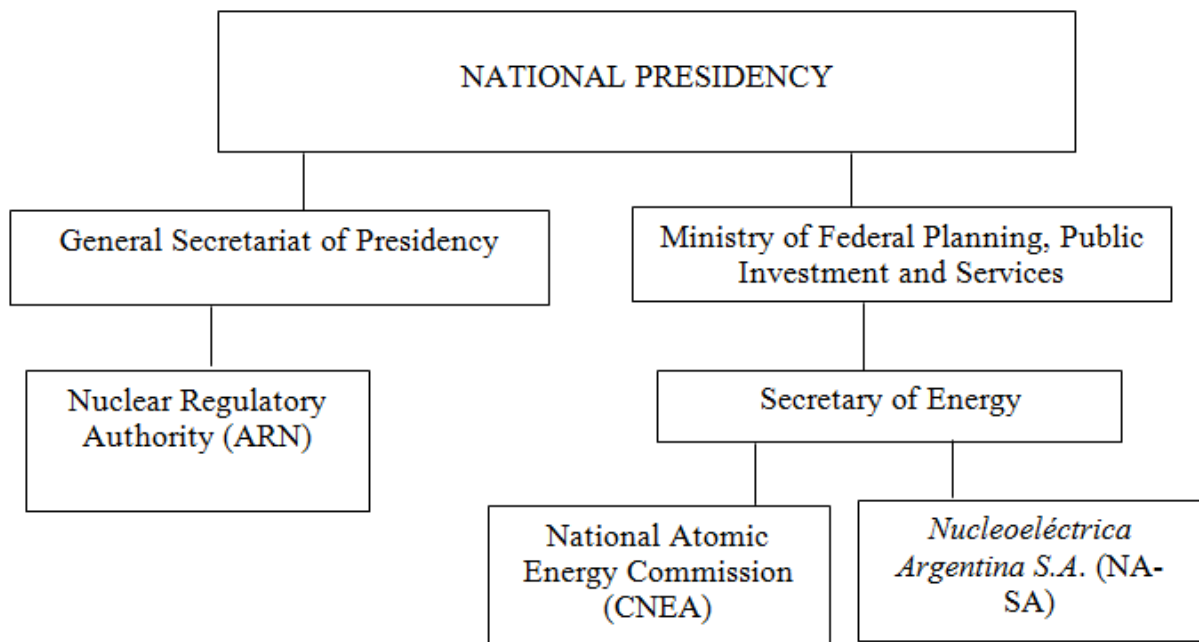 NATIONAL PRESIDENCY
General Secretariat of Presidency
Ministry of Federal Planning, Public
Investment and Services
Nuclear Regulatory
Authority (ARN)
Secretary of Energy
National Atomic
Energy Commission
(CNEA)
Nucleoeléctrica
Argentina S.A. (NA-
SA)